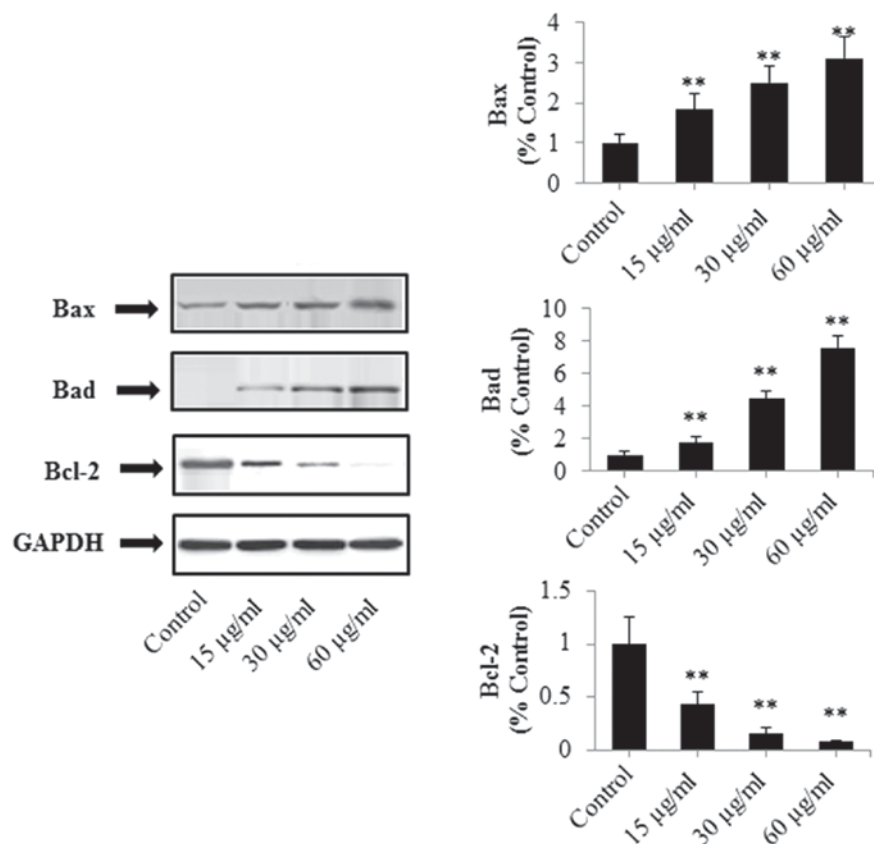 Bax
Bad
Bcl-2
GAPDH
Control
15 µg/ml
30 µg/ml
60 µg/ml
Bax
(% Control)
5
4
3
2
1
0
**
**
**
Control
15 µg/ml
30 µg/ml
60 µg/ml
Bad
(% Control)
10
8
6
4
2
0
**
**
**
Control
15 µg/ml
30 µg/ml
60 µg/ml
Bcl-2
(% Control)
1.5
1
0.5
0
**
**
**
Control
15 µg/ml
30 µg/ml
60 µg/ml